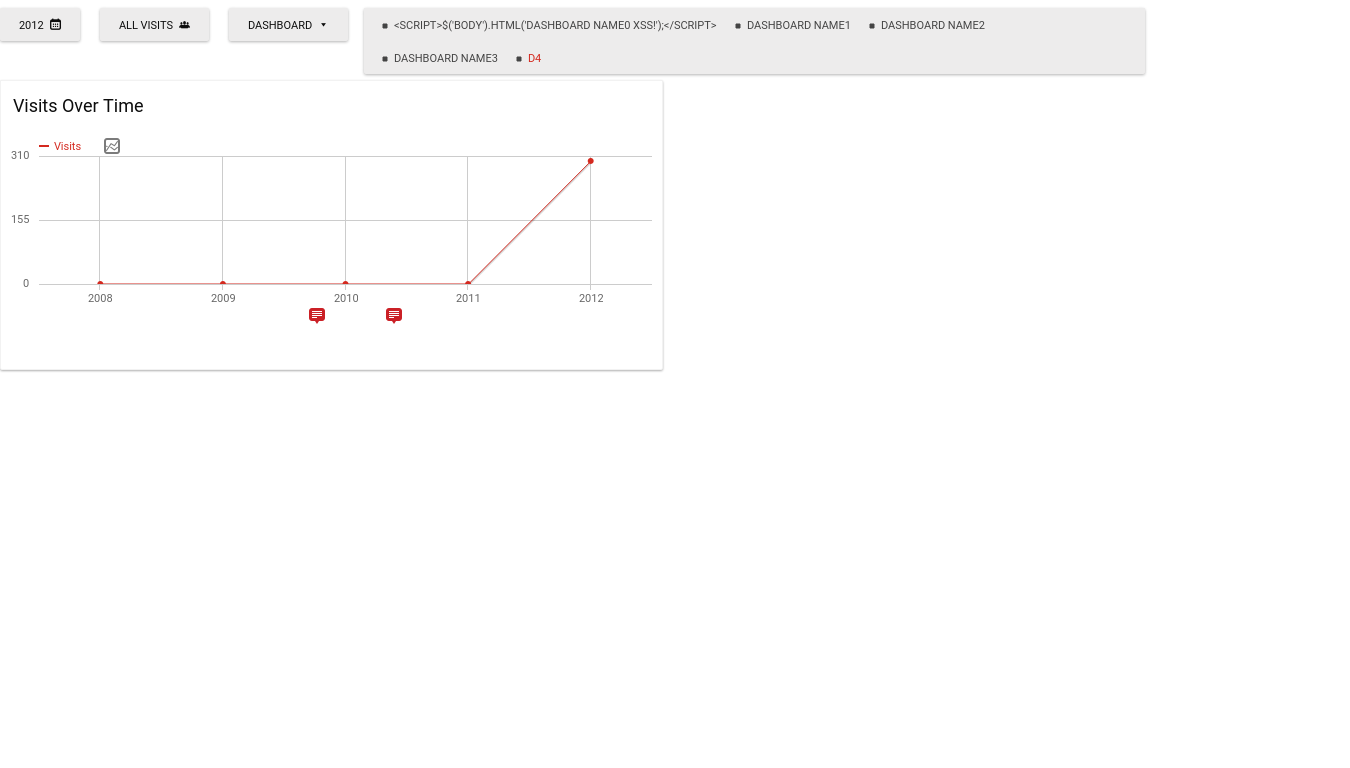 2012
ALL VISITS
DASHBOARD
<SCRIPT>$('BODY').HTML('DASHBOARD NAME0 XSS!');</SCRIPT> DASHBOARD NAME1 DASHBOARD NAME2
DASHBOARD NAME3 D4
Visits Over Time
Visits
310
155
0
2008 2009 2010 2011 2012